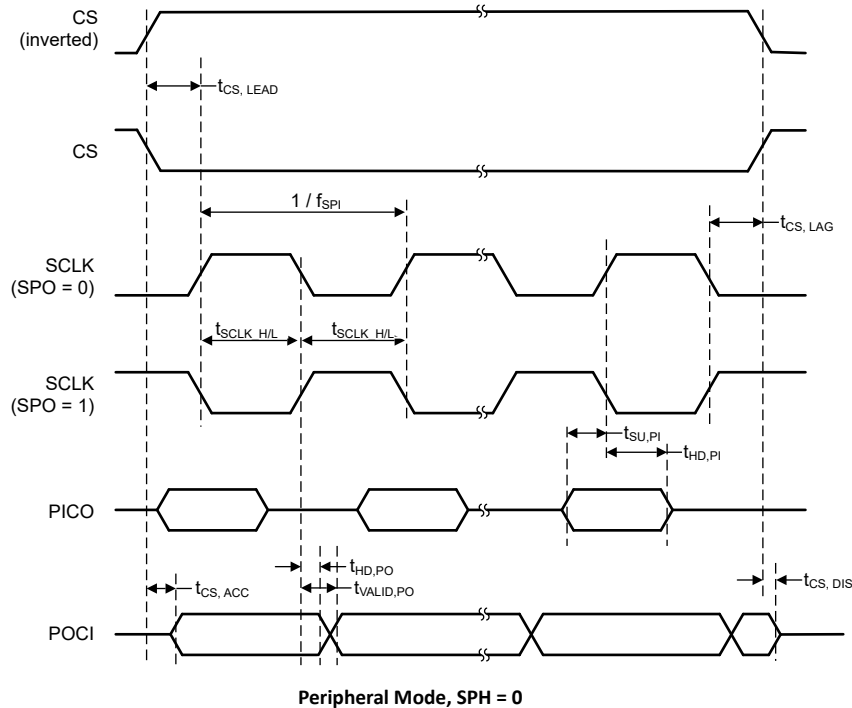 CS
(inverted)
tCS, LEAD
CS
1 / fSPI
tCS, LAG
SCLK
(SPO = 0)
tSCLK_H/L
tSCLK_H/L
SCLK
(SPO = 1)
tSU,PI
tHD,PI
PICO
tHD,PO
tCS, ACC
tVALID,PO
tCS, DIS
POCI
Peripheral Mode, SPH = 0